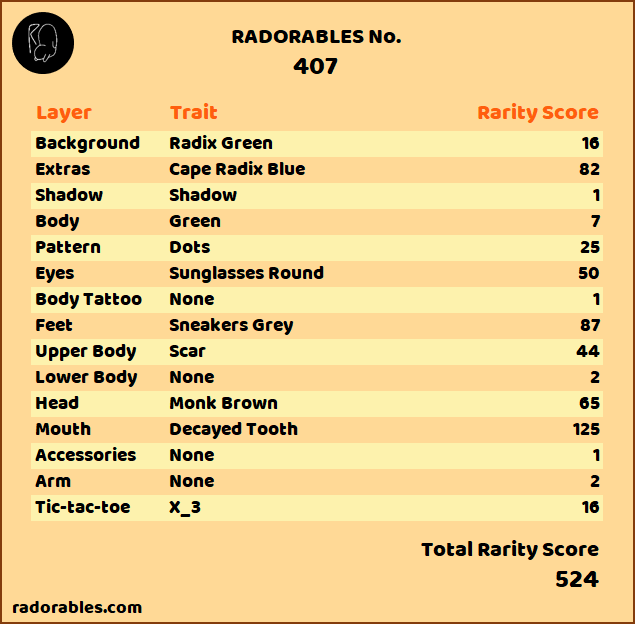 RADORABLES No.
407
Layer Trait Rarity Score
Background Radix Green 16
Extras Cape Radix Blue 82
Shadow Shadow 1
Body Green 7
Pattern Dots 25
Eyes Sunglasses Round 50
Body Tattoo None 1
Feet Sneakers Grey 87
Upper Body Scar 44
Lower Body None 2
Head Monk Brown 65
Mouth Decayed Tooth 125
Accessories None 1
Arm None 2
Tic-tac-toe X_3 16
Total Rarity Score
524
radorables.com